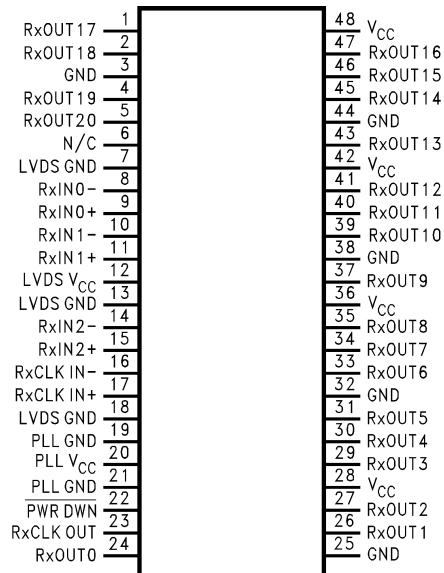 RxOUT17 1
RxOUT18 2
GND 3
RxOUT19 4
RxOUT20 5
N/C 6
LVDS GND 7
RxIN0- 8
RxIN0+ 9
RxIN1- 10
RxIN1+ 11
LVDS VCC 12
LVDS GND 13
RxIN2- 14
RxIN2+ 15
RxCLK IN- 16
RxCLK IN+ 17
LVDS GND 18
PLL GND 19
PLL VCC 20
PLL GND 21
PWR DWN 22
RxCLK OUT 23
RxOUT0 24
48 VCC
47 RxOUT16
46 RxOUT15
45 RxOUT14
44 GND
43 RxOUT13
42 VCC
41 RxOUT12
40 RxOUT11
39 RxOUT10
38 GND
37 RxOUT9
36 VCC
35 RxOUT8
34 RxOUT7
33 RxOUT6
32 GND
31 RxOUT5
30 RxOUT4
29 RxOUT3
28 VCC
27 RxOUT2
26 RxOUT1
25 GND